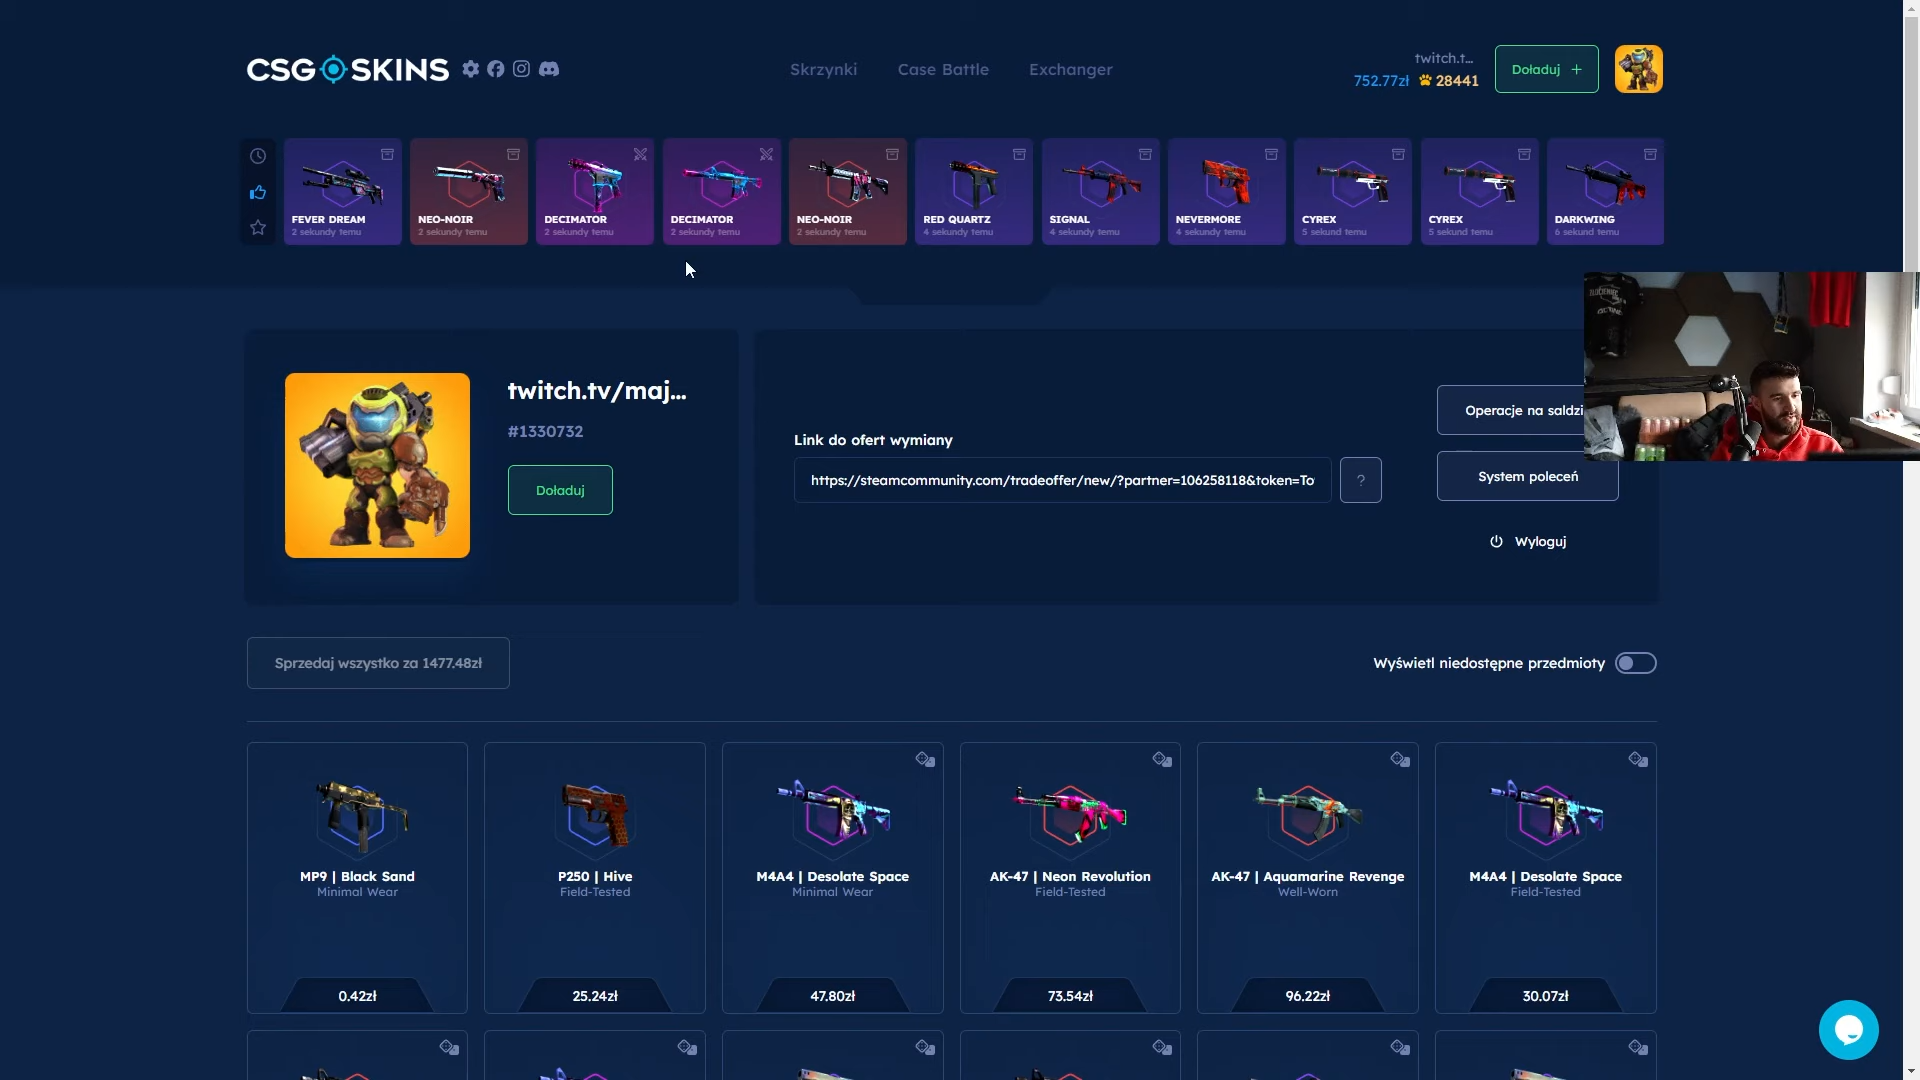 CSGOSKINS
Skrzynki
Case Battle
Exchanger
twitch.t...
752.77zł
28441
Doładuj +
FEVER DREAM
2 sekundy temu
NEO-NOIR
2 sekundy temu
DECIMATOR
2 sekundy temu
DECIMATOR
2 sekundy temu
NEO-NOIR
2 sekundy temu
RED QUARTZ
4 sekundy temu
SIGNAL
4 sekundy temu
NEVERMORE
4 sekundy temu
CYREX
5 sekund temu
CYREX
5 sekund temu
DARKWING
6 sekund temu
twitch.tv/maj...
#1330732
Doładuj
Link do ofert wymiany
https://steamcommunity.com/tradeoffer/new/?partner=106258118&token=To
?
Operacje na saldzi
System poleceń
Wyloguj
Sprzedaj wszystko za 1477.48zł
Wyświetl niedostępne przedmioty
MP9 | Black Sand
Minimal Wear
0.42zł
P250 | Hive
Field-Tested
25.24zł
M4A4 | Desolate Space
Minimal Wear
47.80zł
AK-47 | Neon Revolution
Field-Tested
73.54zł
AK-47 | Aquamarine Revenge
Well-Worn
96.22zł
M4A4 | Desolate Space
Field-Tested
30.07zł